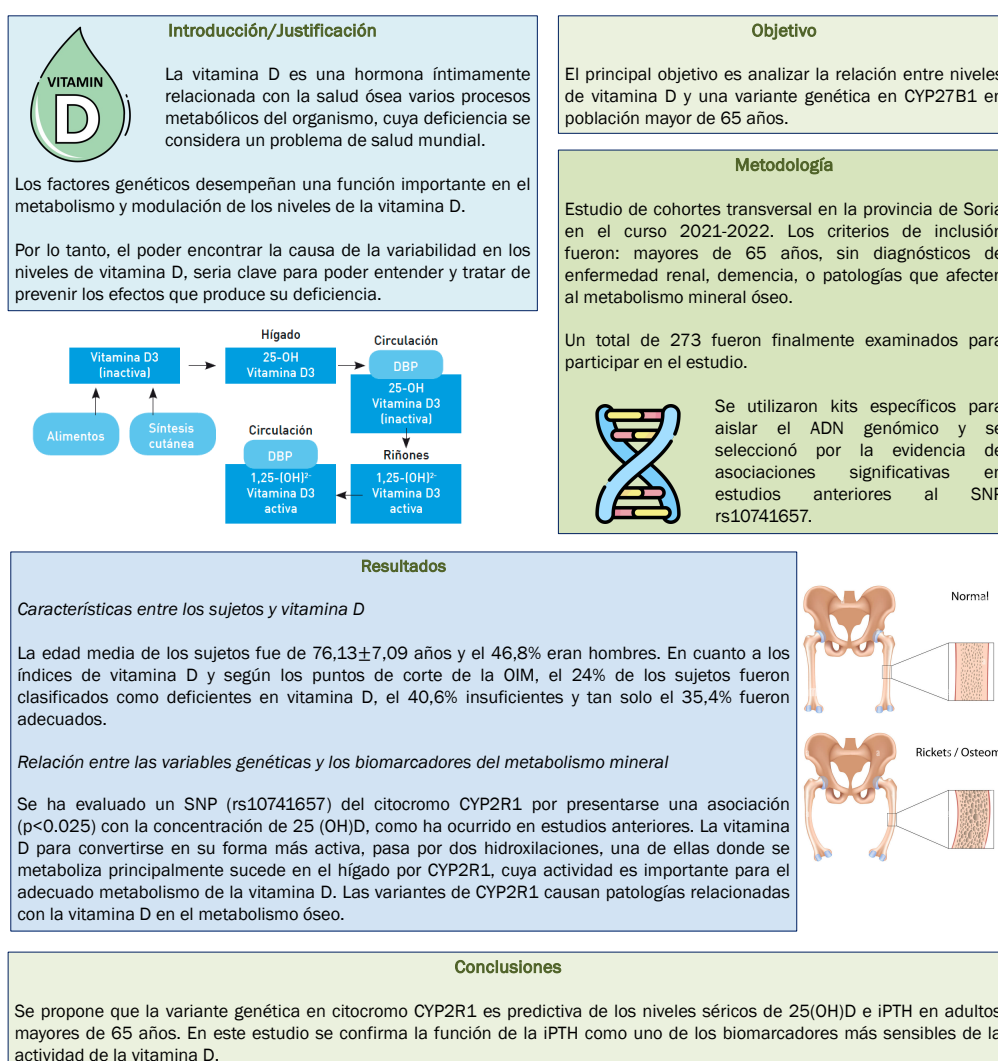 Introducción/Justificación
VITAMIN
D
La vitamina D es una hormona íntimamente
relacionada con la salud ósea varios procesos
metabólicos del organismo, cuya deficiencia se
considera un problema de salud mundial.
Los factores genéticos desempeñan una función importante en el
metabolismo y modulación de los niveles de la vitamina D.
Por lo tanto, el poder encontrar la causa de la variabilidad en los
niveles de vitamina D, seria clave para poder entender y tratar de
prevenir los efectos que produce su deficiencia.
Vitamina D3
(inactiva)
Alimentos
Síntesis
cutánea
Hígado
25-OH
Vitamina D3
Circulación
DBP
25-OH
Vitamina D3
(inactiva)
Riñones
1,25-(OH)²-
Vitamina D3
activa
Circulación
DBP
1,25-(OH)²-
Vitamina D3
activa
Objetivo
El principal objetivo es analizar la relación entre niveles
de vitamina D y una variante genética en CYP27B1 en
población mayor de 65 años.
Metodología
Estudio de cohortes transversal en la provincia de Soria
en el curso 2021-2022. Los criterios de inclusión
fueron: mayores de 65 años, sin diagnósticos de
enfermedad renal, demencia, o patologías que afecten
al metabolismo mineral óseo.
Un total de 273 fueron finalmente examinados para
participar en el estudio.
Se utilizaron kits específicos para
aislar el ADN genómico y se
seleccionó por la evidencia de
asociaciones significativas en
estudios anteriores al SNP
rs10741657.
Resultados
Características entre los sujetos y vitamina D
La edad media de los sujetos fue de 76,13±7,09 años y el 46,8% eran hombres. En cuanto a los
índices de vitamina D y según los puntos de corte de la OIM, el 24% de los sujetos fueron
clasificados como deficientes en vitamina D, el 40,6% insuficientes y tan solo el 35,4% fueron
adecuados.
Relación entre las variables genéticas y los biomarcadores del metabolismo mineral
Se ha evaluado un SNP (rs10741657) del citocromo CYP2R1 por presentarse una asociación
(p<0.025) con la concentración de 25 (OH)D, como ha ocurrido en estudios anteriores. La vitamina
D para convertirse en su forma más activa, pasa por dos hidroxilaciones, una de ellas donde se
metaboliza principalmente sucede en el hígado por CYP2R1, cuya actividad es importante para el
adecuado metabolismo de la vitamina D. Las variantes de CYP2R1 causan patologías relacionadas
con la vitamina D en el metabolismo óseo.
Normal
Rickets / Osteom
Conclusiones
Se propone que la variante genética en citocromo CYP2R1 es predictiva de los niveles séricos de 25(OH)D e iPTH en adultos
mayores de 65 años. En este estudio se confirma la función de la iPTH como uno de los biomarcadores más sensibles de la
actividad de la vitamina D.